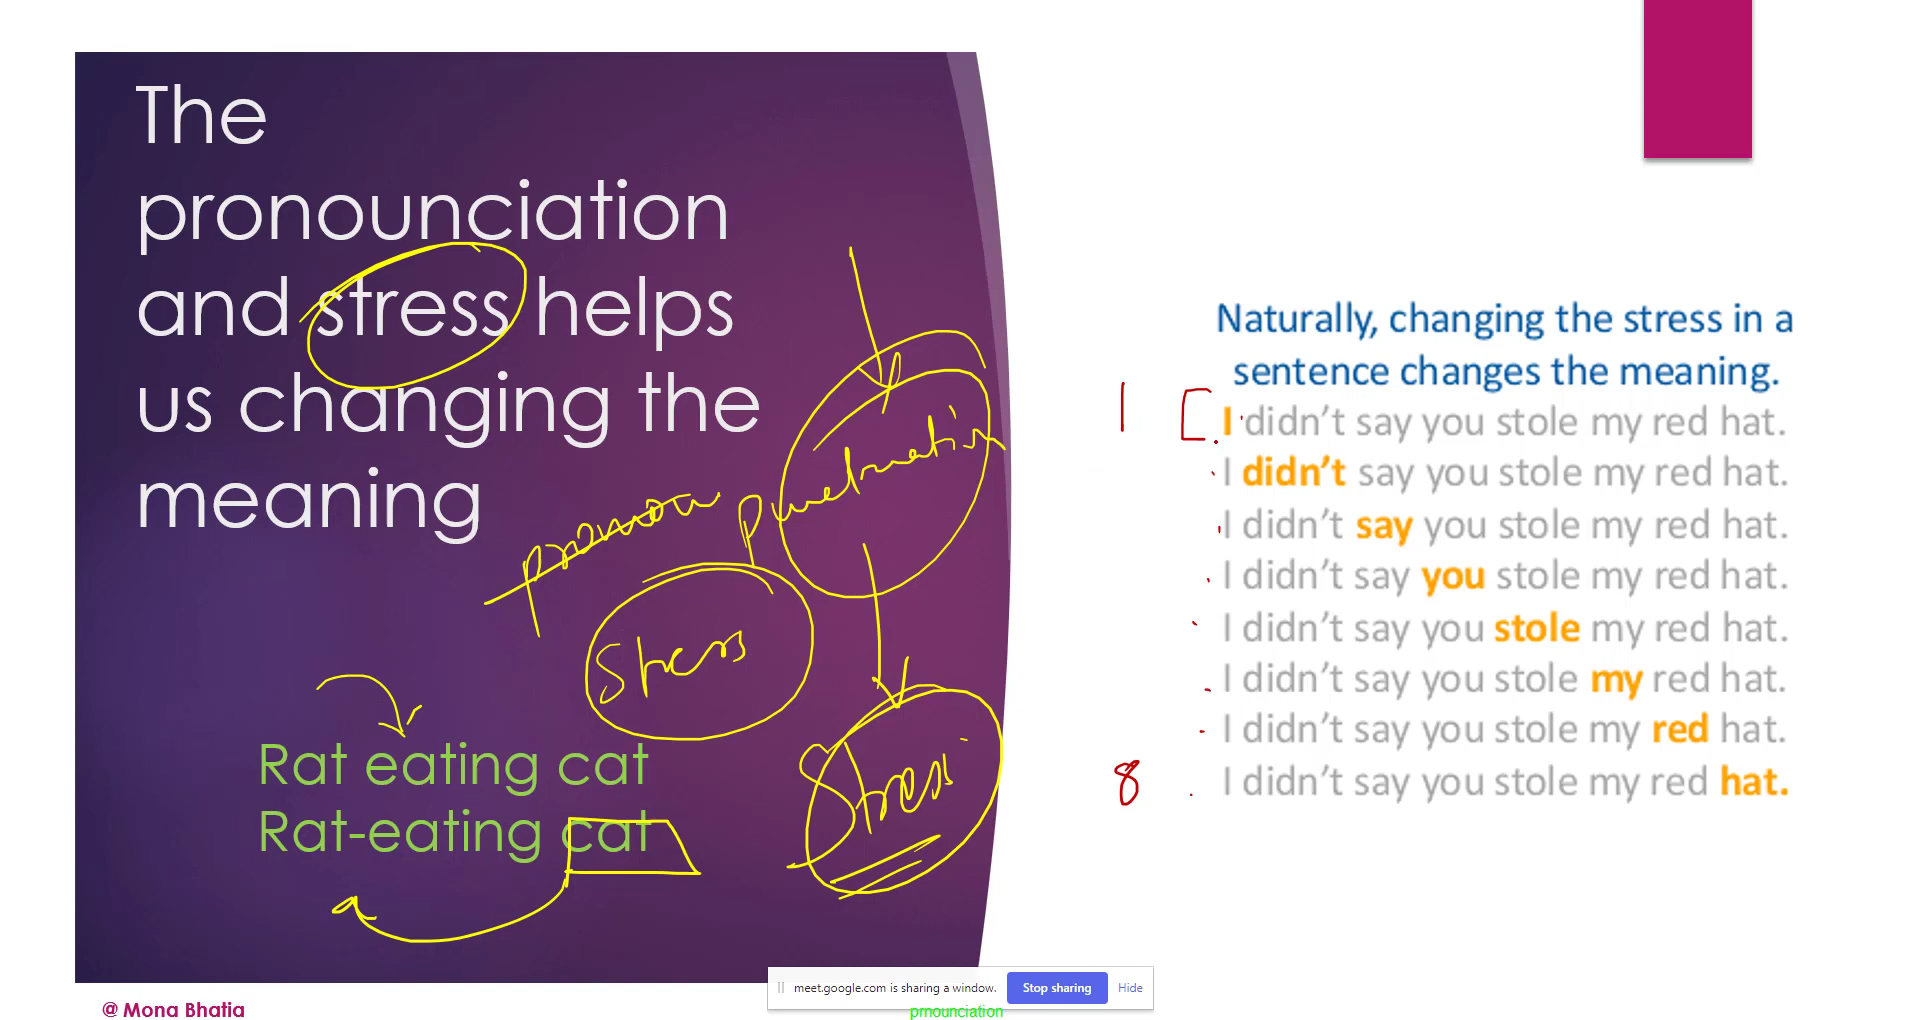 The
pronounciation
and stress helps
us changing the
meaning
pronou
Punctuation
Stress
Stress
Rat eating cat
Rat-eating cat
@ Mona Bhatia
Naturally, changing the stress in a
sentence changes the meaning.
1
I didn't say you stole my red hat.
I didn't say you stole my red hat.
I didn't say you stole my red hat.
I didn't say you stole my red hat.
I didn't say you stole my red hat.
I didn't say you stole my red hat.
I didn't say you stole my red hat.
8 I didn't say you stole my red hat.
meet.google.com is sharing a window. Stop sharing Hide
prnounciation